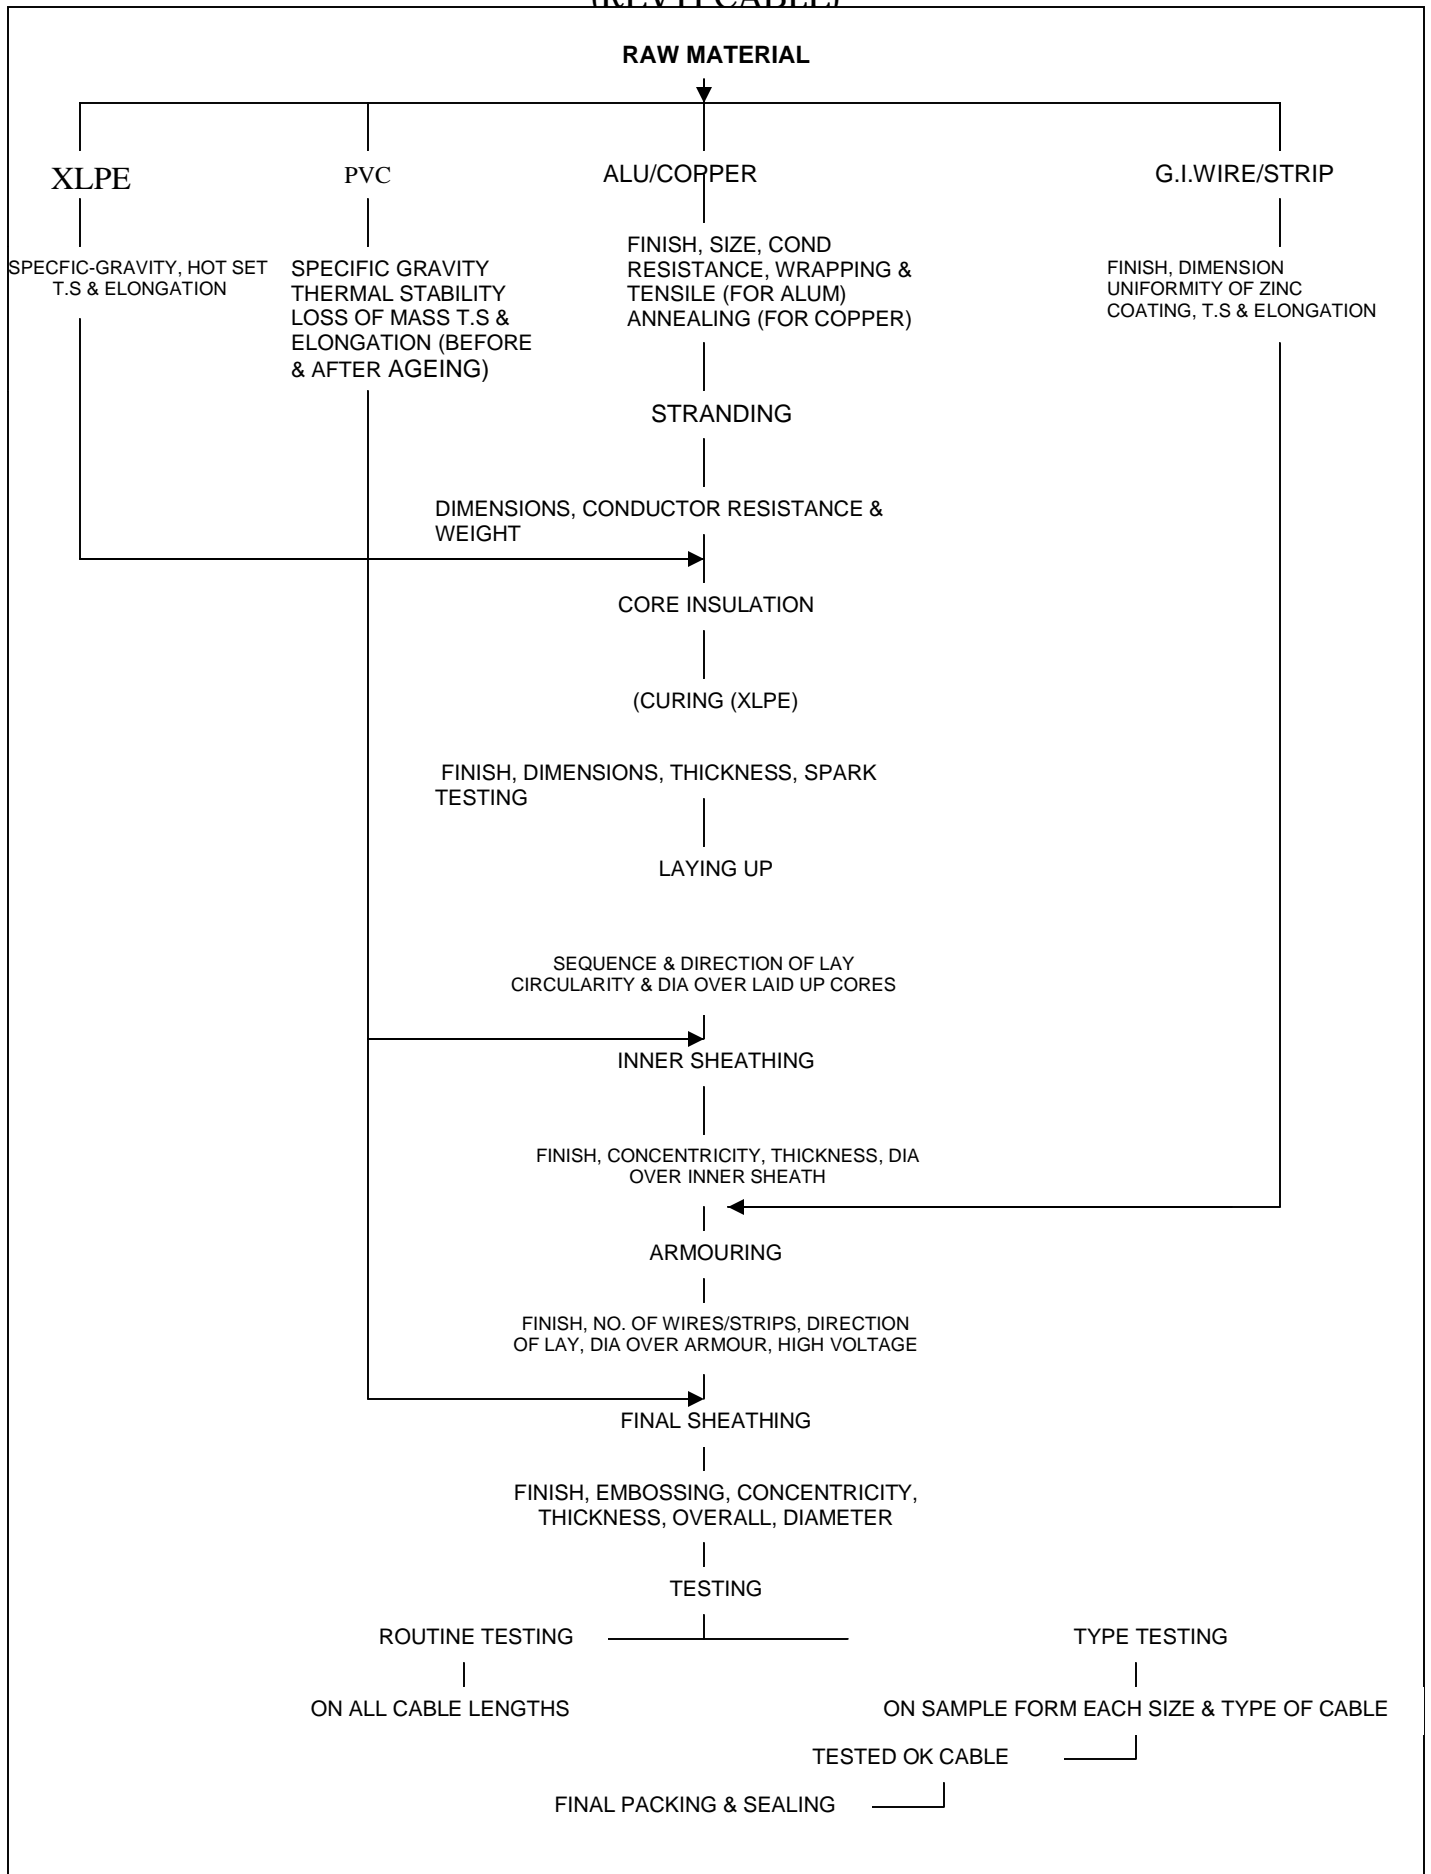 RAW MATERIAL
XLPE
PVC
ALU/COPPER
G.I.WIRE/STRIP
SPECFIC-GRAVITY, HOT SET
T.S & ELONGATION
SPECIFIC GRAVITY
THERMAL STABILITY
LOSS OF MASS T.S &
ELONGATION (BEFORE
& AFTER AGEING)
FINISH, SIZE, COND
RESISTANCE, WRAPPING &
TENSILE (FOR ALUM)
ANNEALING (FOR COPPER)
FINISH, DIMENSION
UNIFORMITY OF ZINC
COATING, T.S & ELONGATION
STRANDING
DIMENSIONS, CONDUCTOR RESISTANCE &
WEIGHT
CORE INSULATION
(CURING (XLPE)
FINISH, DIMENSIONS, THICKNESS, SPARK
TESTING
LAYING UP
SEQUENCE & DIRECTION OF LAY
CIRCULARITY & DIA OVER LAID UP CORES
INNER SHEATHING
FINISH, CONCENTRICITY, THICKNESS, DIA
OVER INNER SHEATH
ARMOURING
FINISH, NO. OF WIRES/STRIPS, DIRECTION
OF LAY, DIA OVER ARMOUR, HIGH VOLTAGE
FINAL SHEATHING
FINISH, EMBOSSING, CONCENTRICITY,
THICKNESS, OVERALL, DIAMETER
TESTING
ROUTINE TESTING
TYPE TESTING
ON ALL CABLE LENGTHS
ON SAMPLE FORM EACH SIZE & TYPE OF CABLE
TESTED OK CABLE
FINAL PACKING & SEALING